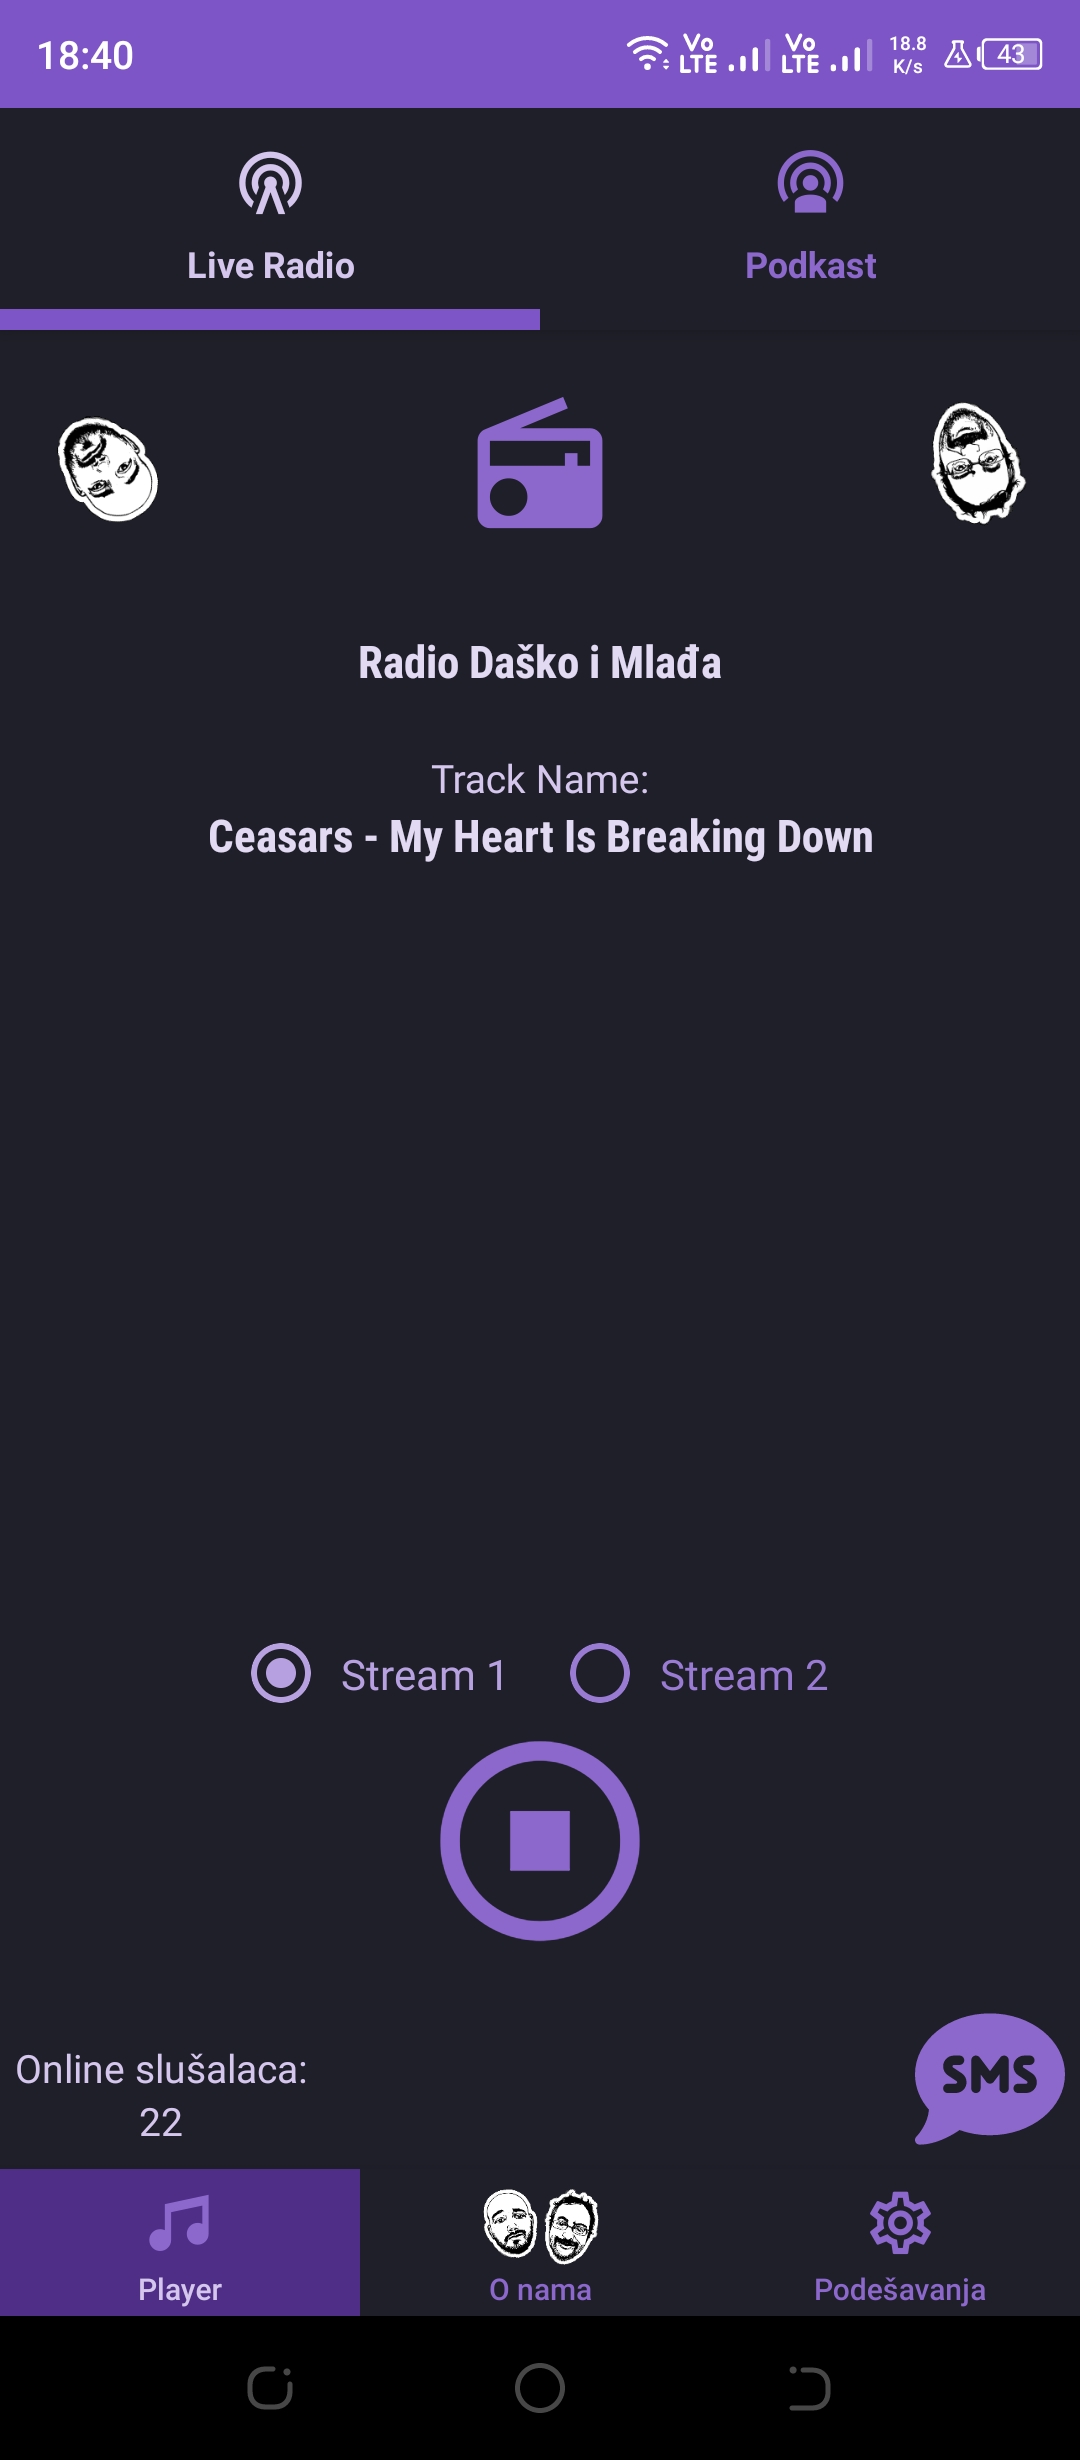 18:40
Vo LTE Vo LTE 18.8 K/s 43
Live Radio
Podkast
Radio Daško i Mlađa
Track Name:
Ceasars - My Heart Is Breaking Down
Stream 1
Stream 2
Online slušalaca:
22
SMS
Player
O nama
Podešavanja